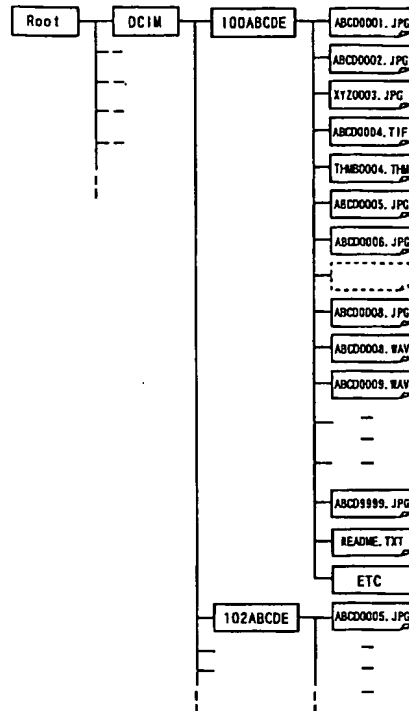 Root
DCIM
100ABCDE
ABCD0001.JPG
ABCD0002.JPG
XYZ0003.JPG
ABCD0004.TIF
THMB0004.THM
ABCD0005.JPG
ABCD0006.JPG
ABCD0008.JPG
ABCD0008.WAV
ABCD0009.WAV
ABCD9999.JPG
README.TXT
ETC
102ABCDE
ABCD0005.JPG